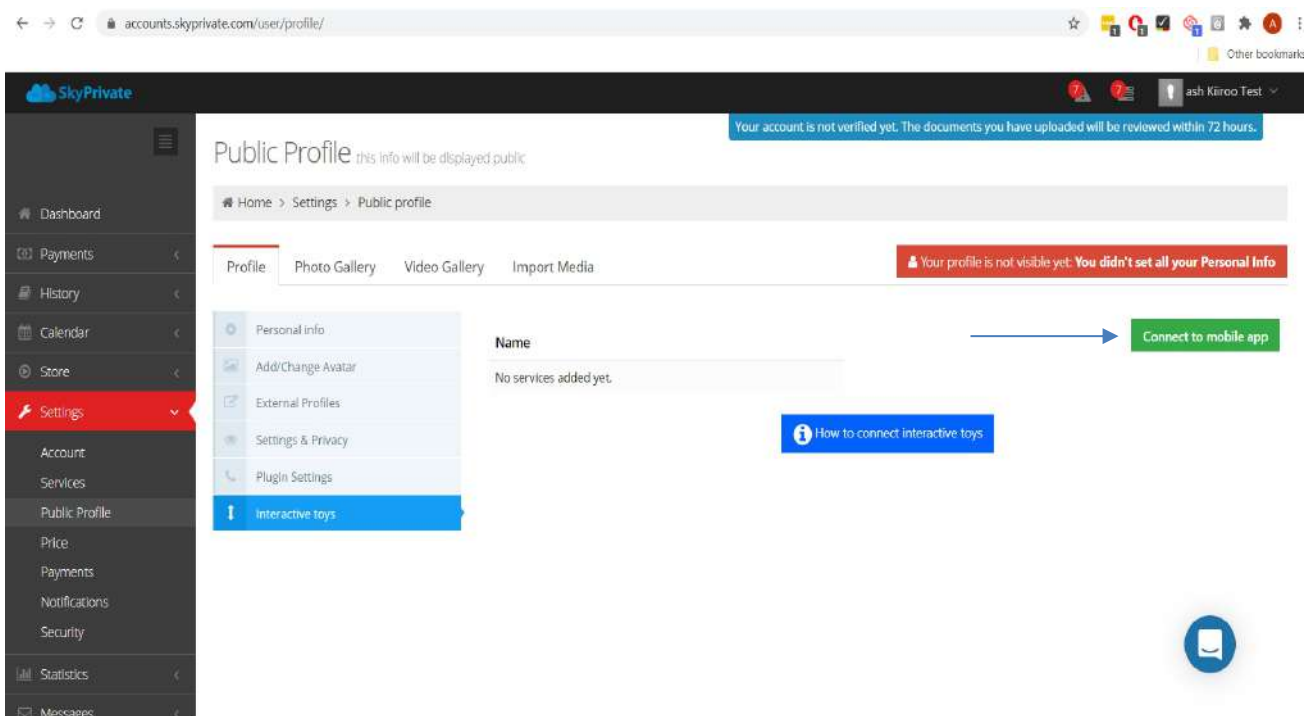 accounts.skyprivate.com/user/profile/
Other bookmarks
SkyPrivate
7
7
ash Kiiroo Test
Your account is not verified yet. The documents you have uploaded will be reviewed within 72 hours.
Public Profile this info will be displayed public
Home > Settings > Public profile
Dashboard
Payments
History
Calendar
Store
Settings
Account
Services
Public Profile
Price
Payments
Notifications
Security
Statistics
Messages
Profile
Photo Gallery
Video Gallery
Import Media
Your profile is not visible yet: You didn't set all your Personal Info
Personal info
Add/Change Avatar
External Profiles
Settings & Privacy
Plugin Settings
Interactive toys
Name
No services added yet.
Connect to mobile app
How to connect interactive toys